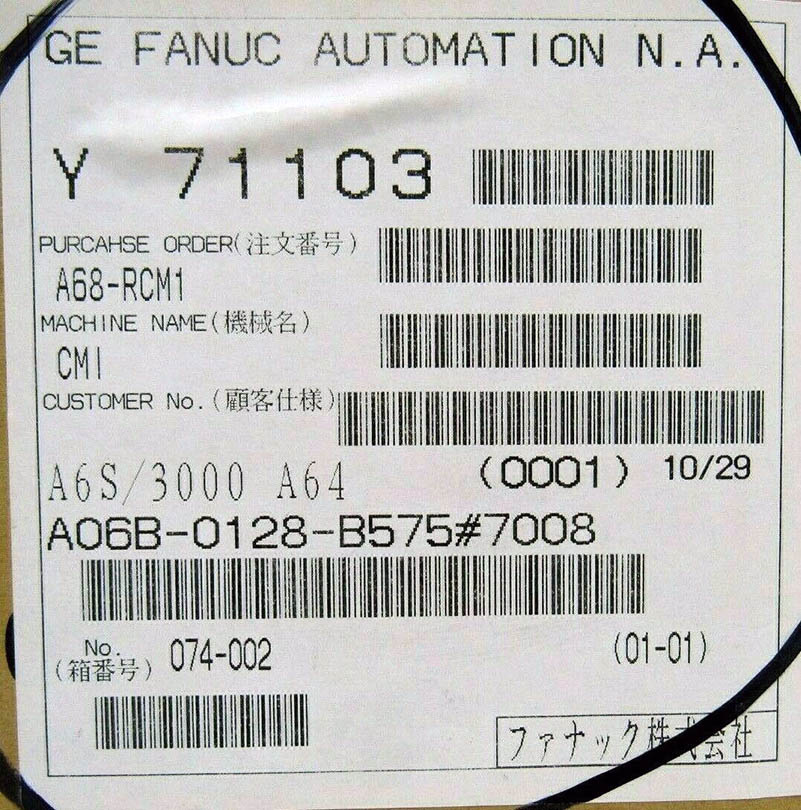 GE FANUC AUTOMATION N.A.
Y 71103
PURCAHSE ORDER(注文番号)
A68-RCM1
MACHINE NAME(機械名)
CMI
CUSTOMER No.(顧客仕様)
A6S/3000 A64 (0001) 10/29
A06B-0128-B575#7008
No.
(箱番号) 074-002 (01-01)
ファナック株式会社